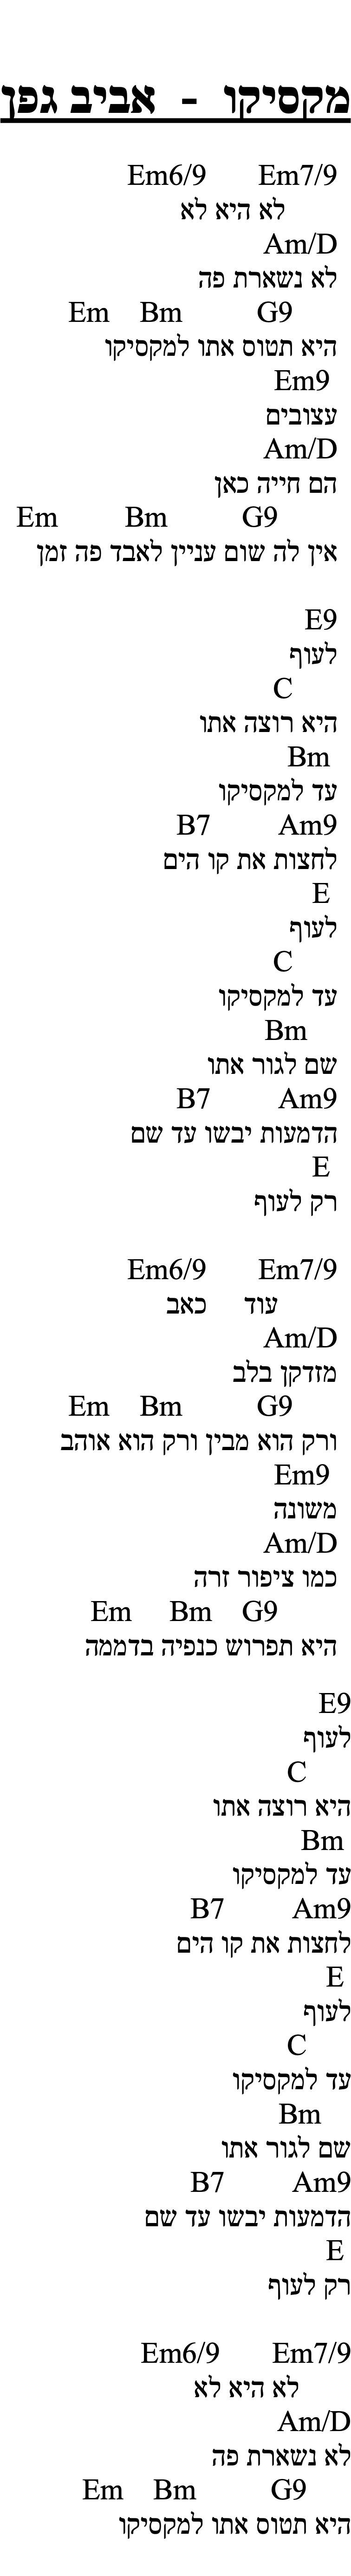 מקסיקו - אביב גפן
Em7/9 Em6/9
לא היא לא
Am/D
לא נשארת פה
G9 Bm Em
היא תטוס אתו למקסיקו
Em9
עצובים
Am/D
הם חייה כאן
G9 Bm Em
אין לה שום עניין לאבד פה זמן
E9
לעוף
C
היא רוצה אתו
Bm
עד למקסיקו
Am9 B7
לחצות את קו הים
E
לעוף
C
עד למקסיקו
Bm
שם לגור אתו
Am9 B7
הדמעות יבשו עד שם
E
רק לעוף
Em7/9 Em6/9
עוד כאב
Am/D
מזדקן בלב
G9 Bm Em
ורק הוא מבין ורק הוא אוהב
Em9
משונה
Am/D
כמו ציפור זרה
G9 Bm Em
היא תפרוש כנפיה בדממה
E9
לעוף
C
היא רוצה אתו
Bm
עד למקסיקו
Am9 B7
לחצות את קו הים
E
לעוף
C
עד למקסיקו
Bm
שם לגור אתו
Am9 B7
הדמעות יבשו עד שם
E
רק לעוף
Em7/9 Em6/9
לא היא לא
Am/D
לא נשארת פה
G9 Bm Em
היא תטוס אתו למקסיקו